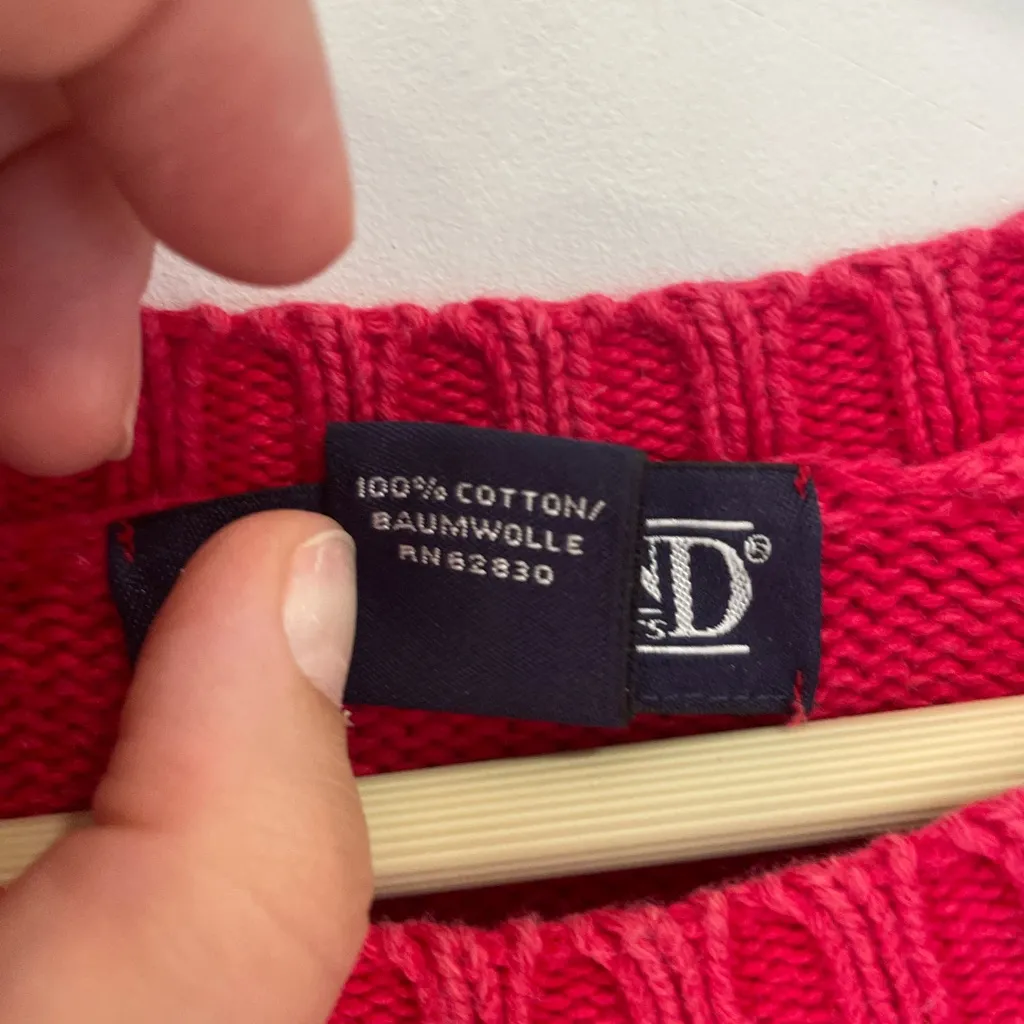 100% COTTON/
BAUMWOLLE
RN 62830
D®